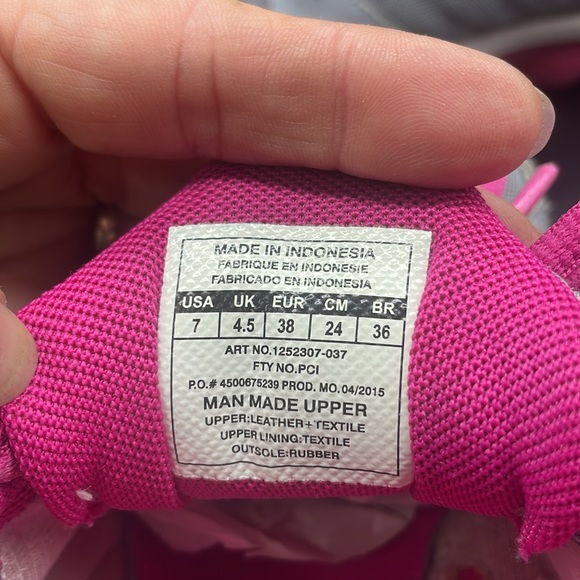 MADE IN INDONESIA
FABRIQUE EN INDONESIE
FABRICADO EN INDONESIA
USA UK EUR CM BR
7 4.5 38 24 36
ART NO.1252307-037
FTY NO.PCI
P.O.# 4500675239 PROD. MO. 04/2015
MAN MADE UPPER
UPPER:LEATHER+TEXTILE
UPPER LINING:TEXTILE
OUTSOLE:RUBBER